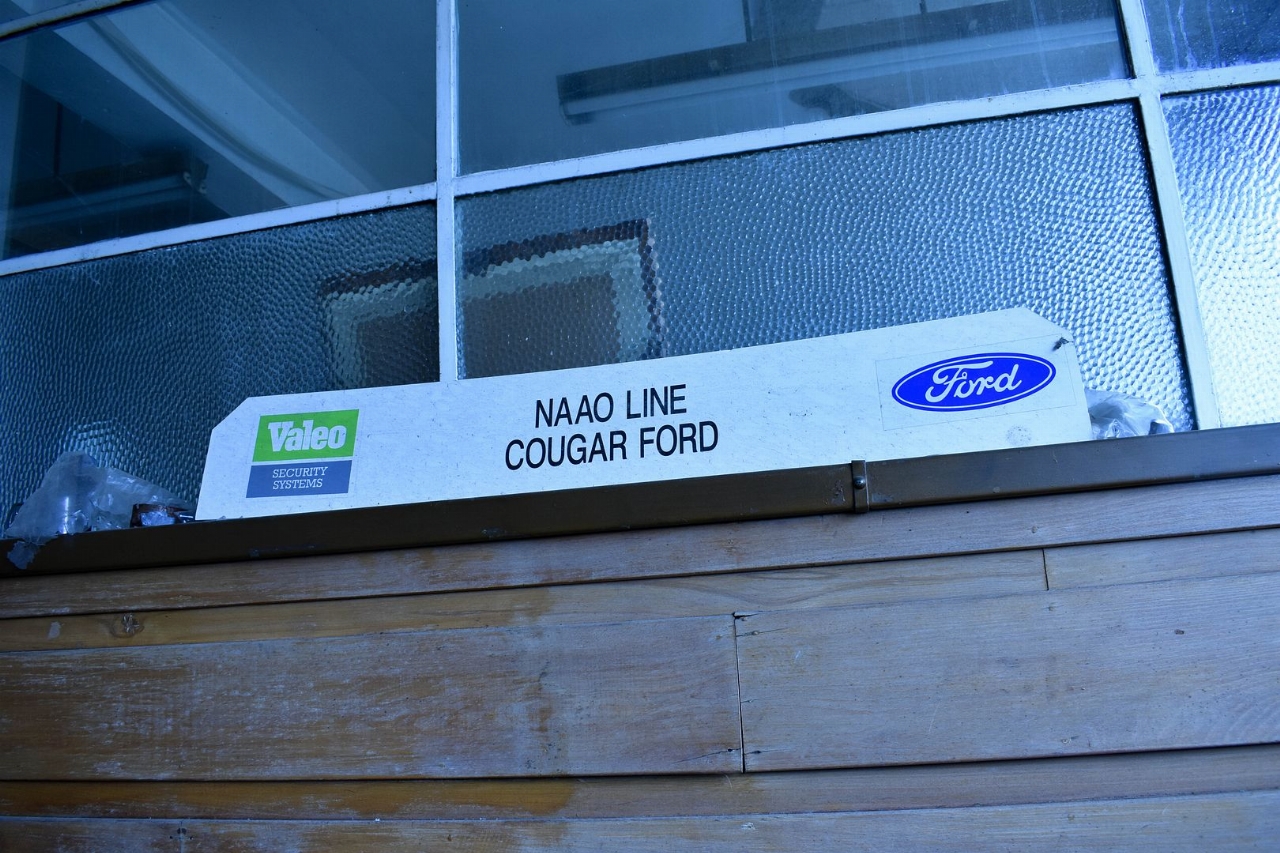 Valeo
SECURITY
SYSTEMS
NAAO LINE
COUGAR FORD
Ford